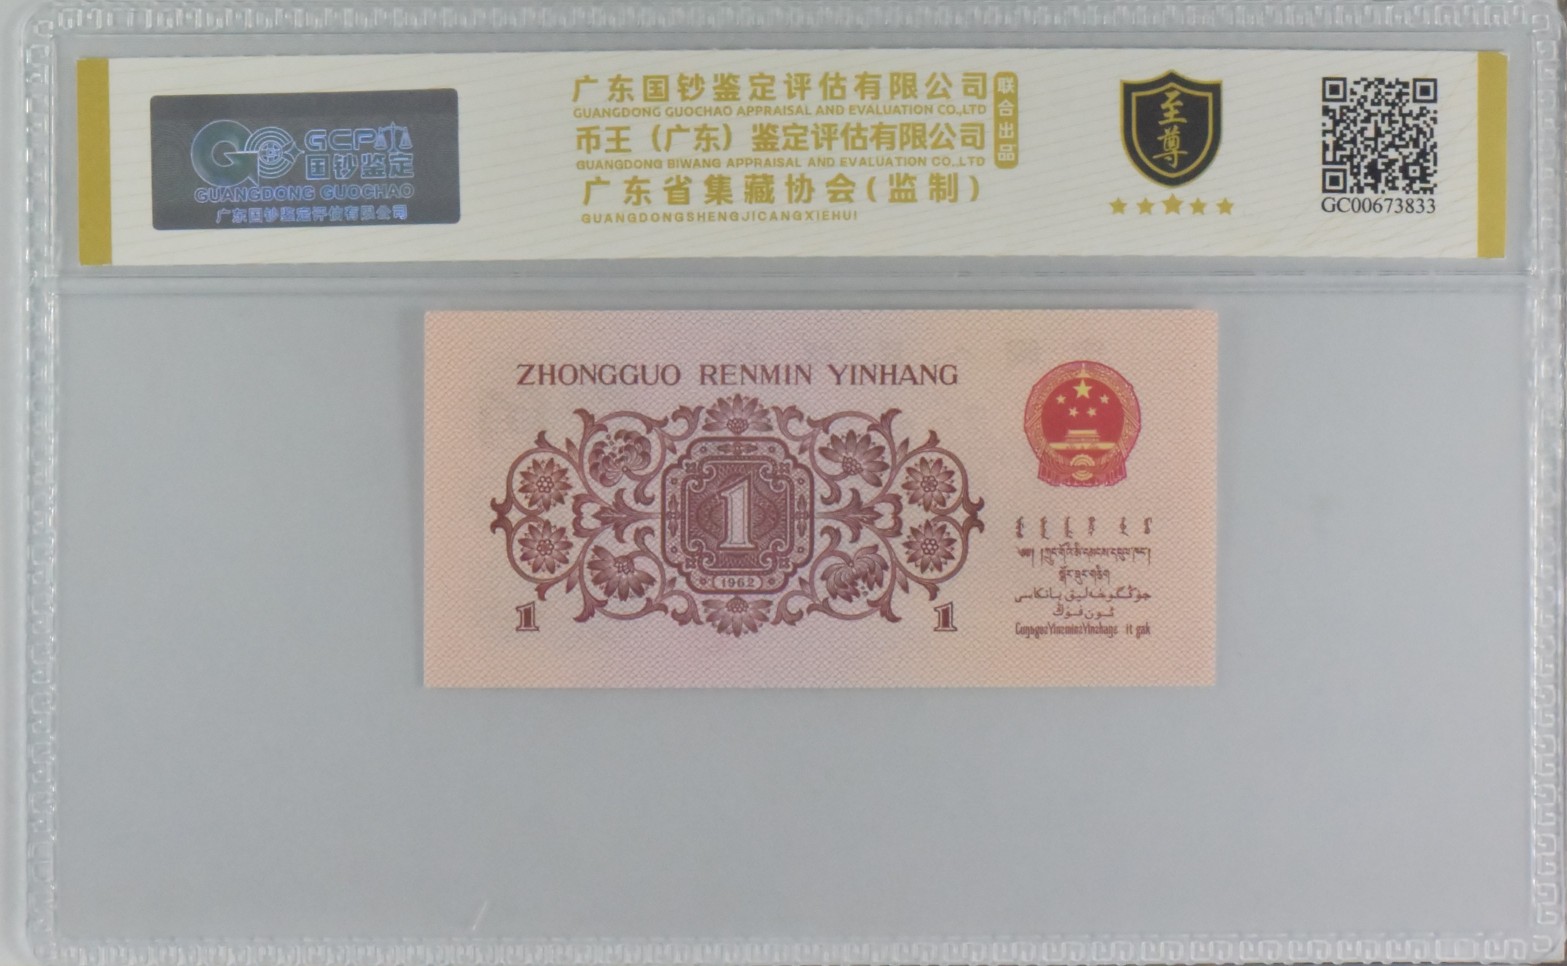 GCP
国钞鉴定
GUANGDONG GUOCHAO
广东国钞鉴定评估有限公司
广东国钞鉴定评估有限公司
GUANGDONG GUOCHAO APPRAISAL AND EVALUATION CO.,LTD
币王（广东）鉴定评估有限公司
GUANGDONG BIWANG APPRAISAL AND EVALUATION CO.,LTD
联合出品
广东省集藏协会(监制)
GUANGDONGSHENGJICANGXIEHUI
至尊
GC00673833
ZHONGGUO RENMIN YINHANG
1
1962
1
1